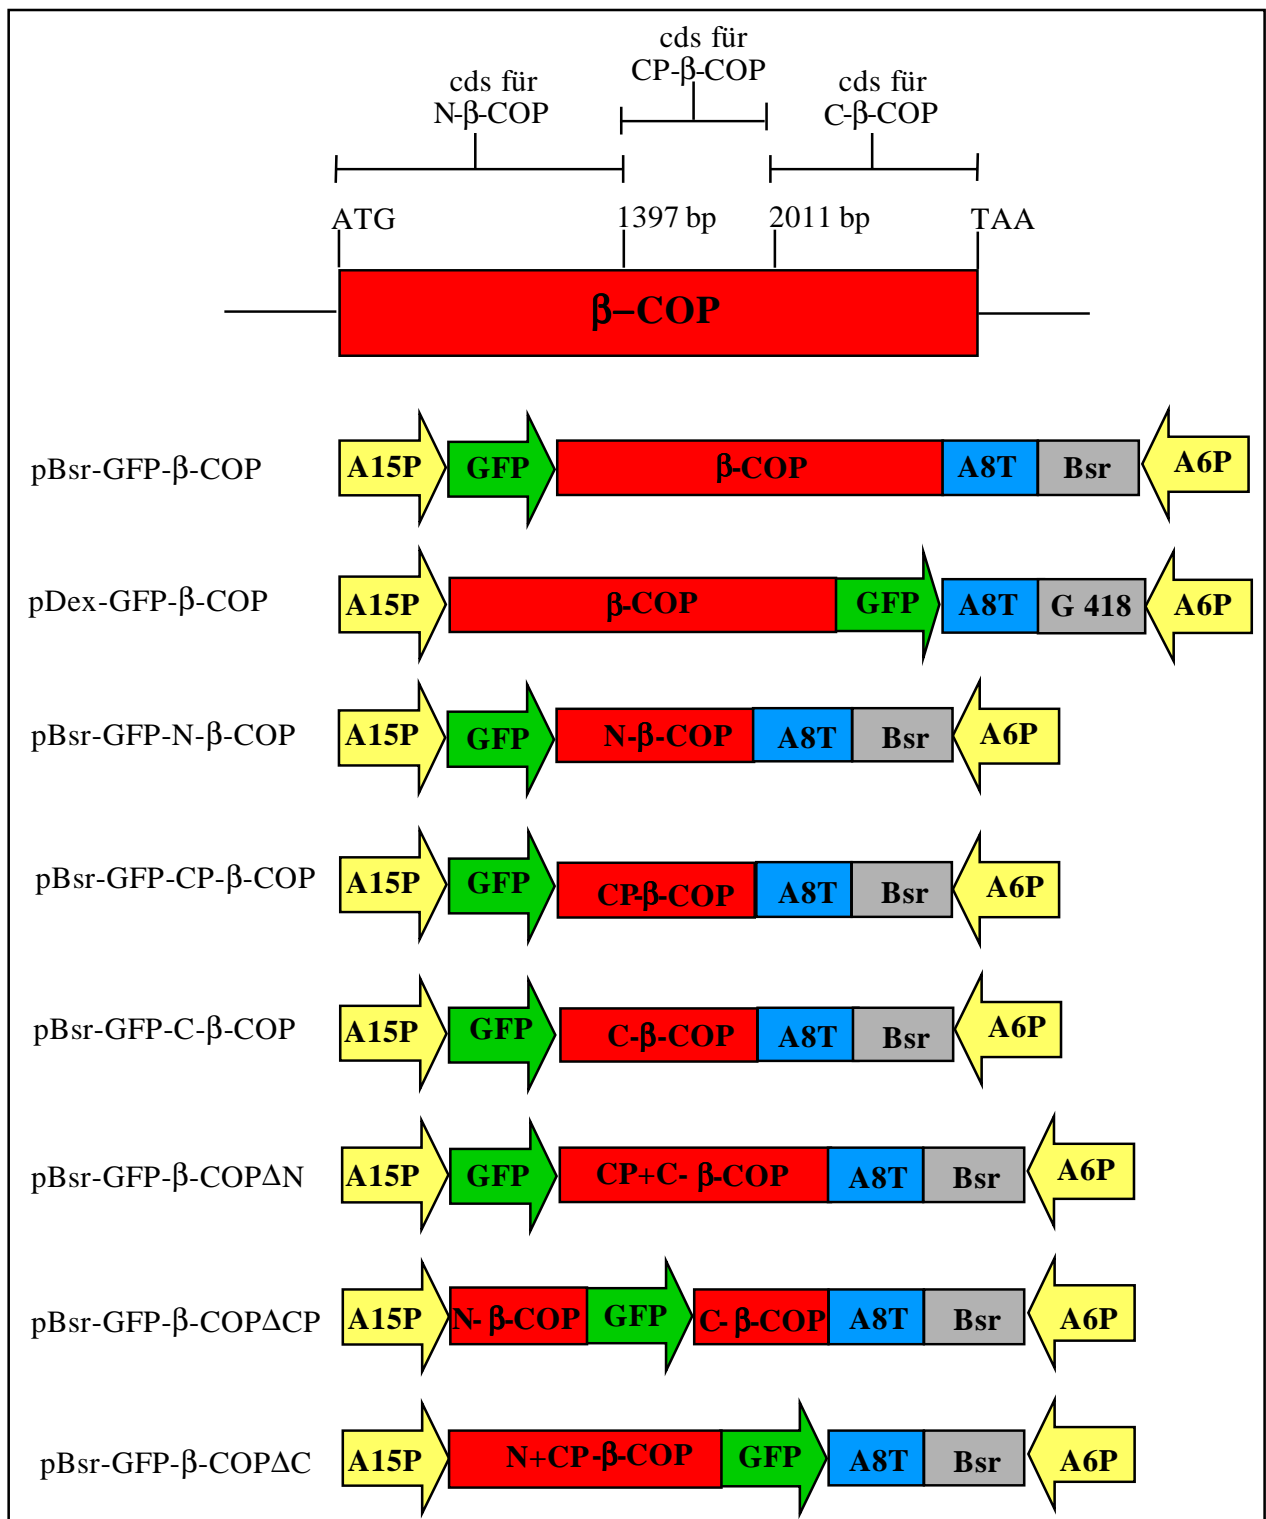 cds für
CP-β-COP
cds für
N-β-COP
cds für
C-β-COP
ATG
1397 bp
2011 bp
TAA
β–COP
pBsr-GFP-β-COP
A15P
GFP
β-COP
A8T
Bsr
A6P
pDex-GFP-β-COP
A15P
β-COP
GFP
A8T
G 418
A6P
pBsr-GFP-N-β-COP
A15P
GFP
N-β-COP
A8T
Bsr
A6P
pBsr-GFP-CP-β-COP
A15P
GFP
CP-β-COP
A8T
Bsr
A6P
pBsr-GFP-C-β-COP
A15P
GFP
C-β-COP
A8T
Bsr
A6P
pBsr-GFP-β-COPΔN
A15P
GFP
CP+C- β-COP
A8T
Bsr
A6P
pBsr-GFP-β-COPΔCP
A15P
N- β-COP
GFP
C- β-COP
A8T
Bsr
A6P
pBsr-GFP-β-COPΔC
A15P
N+CP-β-COP
GFP
A8T
Bsr
A6P